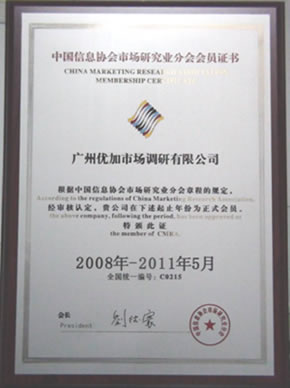 中国信息协会市场研究业分会会员证书
CHINA MARKETING RESEARCH ASSOCIATION
MEMBERSHIP CERTIFICATE
广州优加市场调研有限公司
根据中国信息协会市场研究业分会章程的规定,
According to the regulations of China Marketing Research Association,
经审核认定, 贵公司在下述起止年份为正式会员,
the above company, following the period, has been approved as
特颁此证
the member of CMRA.
2008年-2011年5月
全国统一编号: C0215
会长
President: